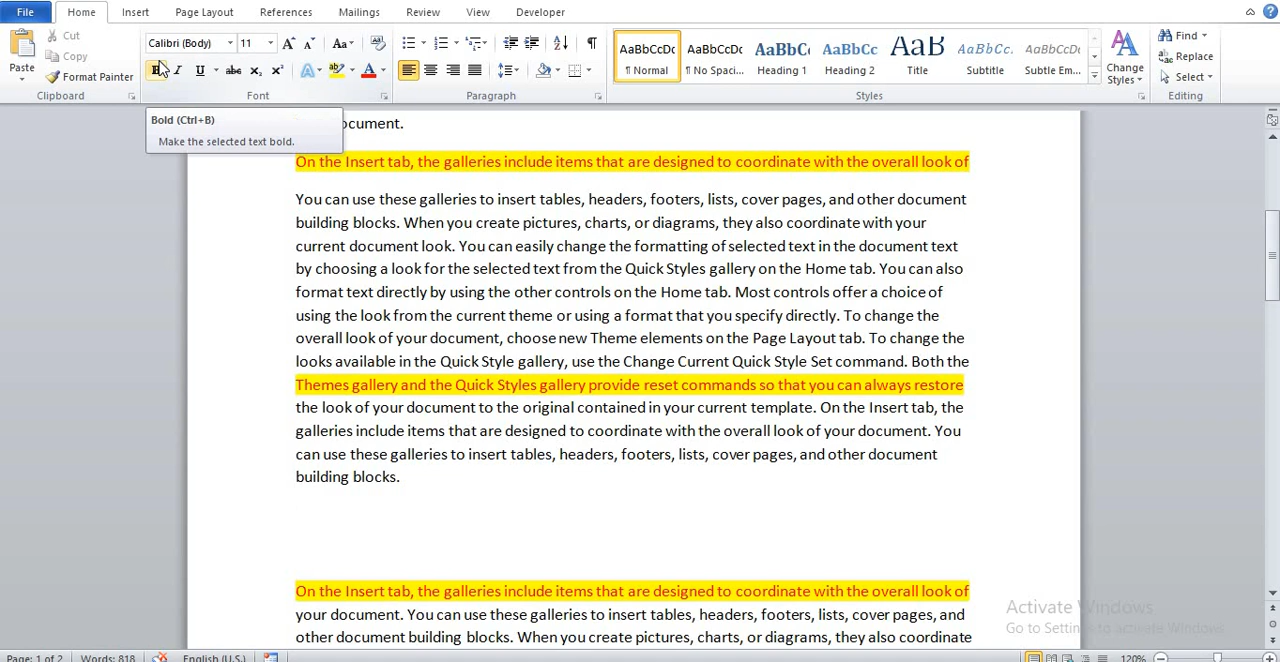 File Home Insert Page Layout References Mailings Review View Developer
Cut Calibri (Body) 11 Aa AaBbCcDc AaBbCcDc AaBbC AaBbCc AaB AaBbCc. AaBbCcDc Find
Copy Replace
Paste Format Painter B I U abc x₂ x² A ab A ¶ Normal ¶ No Spaci... Heading 1 Heading 2 Title Subtitle Subtle Em... Change Styles Select
Clipboard Font Paragraph Styles Editing
Bold (Ctrl+B)
Make the selected text bold.
ocument.
On the Insert tab, the galleries include items that are designed to coordinate with the overall look of
You can use these galleries to insert tables, headers, footers, lists, cover pages, and other document
building blocks. When you create pictures, charts, or diagrams, they also coordinate with your
current document look. You can easily change the formatting of selected text in the document text
by choosing a look for the selected text from the Quick Styles gallery on the Home tab. You can also
format text directly by using the other controls on the Home tab. Most controls offer a choice of
using the look from the current theme or using a format that you specify directly. To change the
overall look of your document, choose new Theme elements on the Page Layout tab. To change the
looks available in the Quick Style gallery, use the Change Current Quick Style Set command. Both the
Themes gallery and the Quick Styles gallery provide reset commands so that you can always restore
the look of your document to the original contained in your current template. On the Insert tab, the
galleries include items that are designed to coordinate with the overall look of your document. You
can use these galleries to insert tables, headers, footers, lists, cover pages, and other document
building blocks.
On the Insert tab, the galleries include items that are designed to coordinate with the overall look of
your document. You can use these galleries to insert tables, headers, footers, lists, cover pages, and
other document building blocks. When you create pictures, charts, or diagrams, they also coordinate
Activate Windows
Go to Settings to activate Windows.
Page: 1 of 2 Words: 818 English (U.S.) 120%